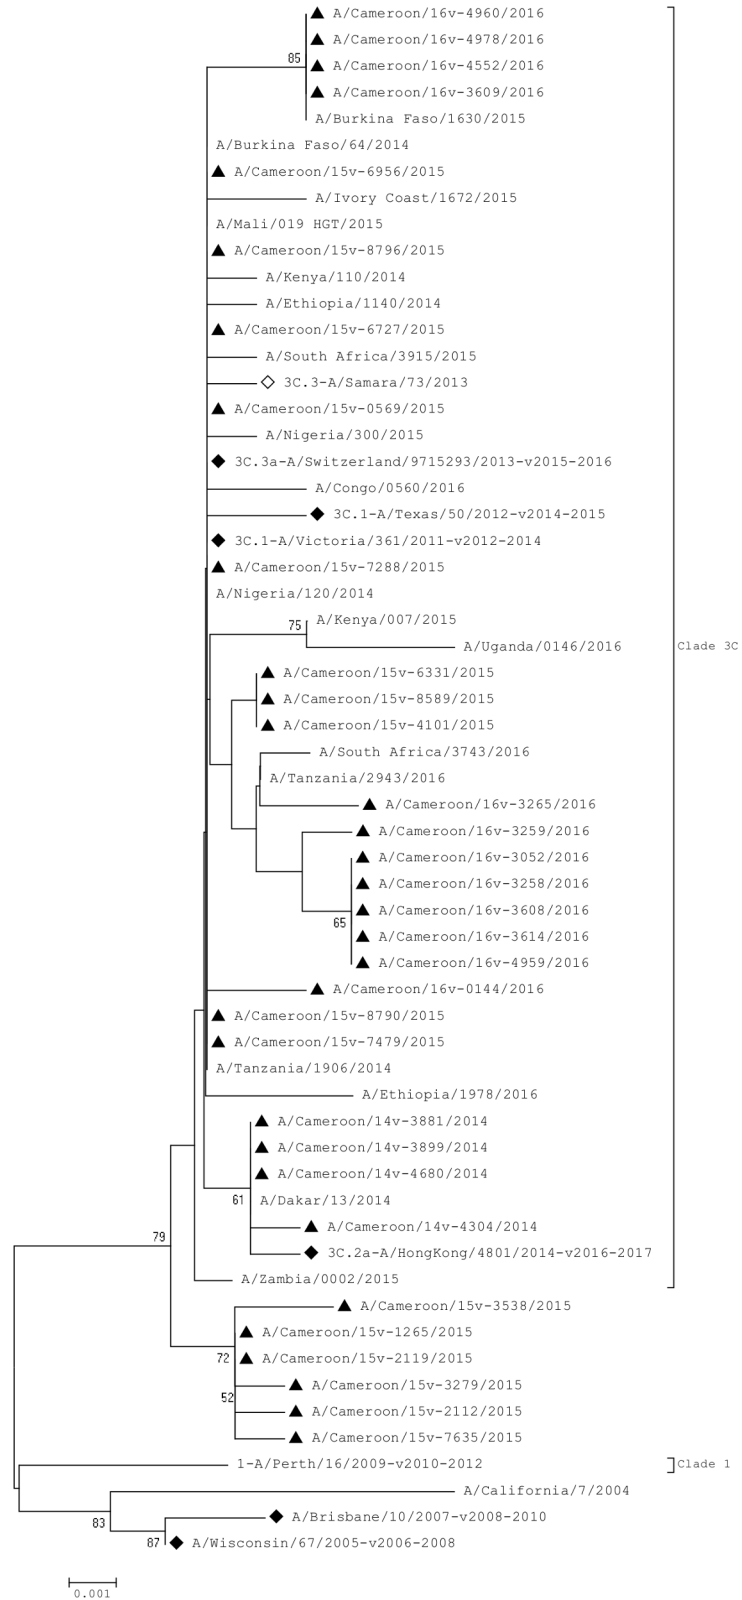 A/Cameroon/16v-4960/2016
A/Cameroon/16v-4978/2016
85
A/Cameroon/16v-4552/2016
A/Cameroon/16v-3609/2016
A/Burkina Faso/1630/2015
A/Burkina Faso/64/2014
A/Cameroon/15v-6956/2015
A/Ivory Coast/1672/2015
A/Mali/019 HGT/2015
A/Cameroon/15v-8796/2015
A/Kenya/110/2014
A/Ethiopia/1140/2014
A/Cameroon/15v-6727/2015
A/South Africa/3915/2015
3C.3-A/Samara/73/2013
A/Cameroon/15v-0569/2015
A/Nigeria/300/2015
3C.3a-A/Switzerland/9715293/2013-v2015-2016
A/Congo/0560/2016
3C.1-A/Texas/50/2012-v2014-2015
3C.1-A/Victoria/361/2011-v2012-2014
A/Cameroon/15v-7288/2015
A/Nigeria/120/2014
75
A/Kenya/007/2015
A/Uganda/0146/2016
Clade 3C
A/Cameroon/15v-6331/2015
A/Cameroon/15v-8589/2015
A/Cameroon/15v-4101/2015
A/South Africa/3743/2016
A/Tanzania/2943/2016
A/Cameroon/16v-3265/2016
A/Cameroon/16v-3259/2016
A/Cameroon/16v-3052/2016
A/Cameroon/16v-3258/2016
A/Cameroon/16v-3608/2016
65
A/Cameroon/16v-3614/2016
A/Cameroon/16v-4959/2016
A/Cameroon/16v-0144/2016
A/Cameroon/15v-8790/2015
A/Cameroon/15v-7479/2015
A/Tanzania/1906/2014
A/Ethiopia/1978/2016
A/Cameroon/14v-3881/2014
A/Cameroon/14v-3899/2014
A/Cameroon/14v-4680/2014
61
A/Dakar/13/2014
A/Cameroon/14v-4304/2014
79
3C.2a-A/HongKong/4801/2014-v2016-2017
A/Zambia/0002/2015
A/Cameroon/15v-3538/2015
A/Cameroon/15v-1265/2015
72
A/Cameroon/15v-2119/2015
A/Cameroon/15v-3279/2015
52
A/Cameroon/15v-2112/2015
A/Cameroon/15v-7635/2015
1-A/Perth/16/2009-v2010-2012
Clade 1
A/California/7/2004
83
A/Brisbane/10/2007-v2008-2010
87
A/Wisconsin/67/2005-v2006-2008
0.001